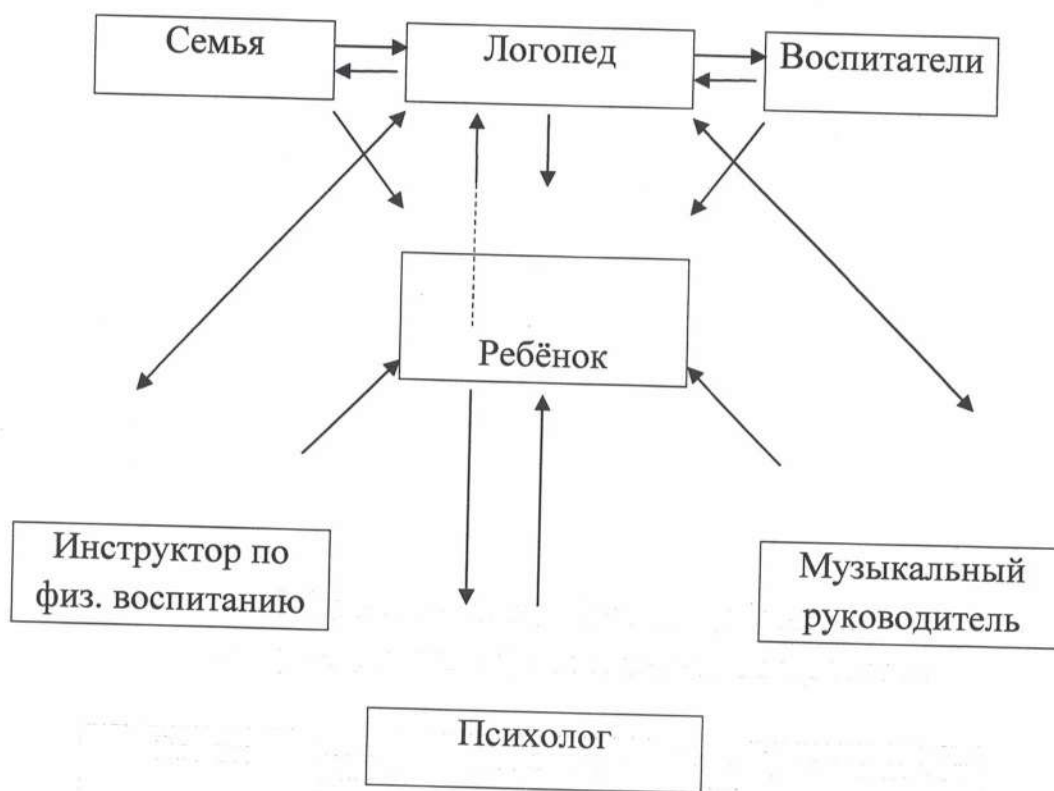 Семья
Логопед
Воспитатели
Ребёнок
Инструктор по
физ. воспитанию
Музыкальный
руководитель
Психолог